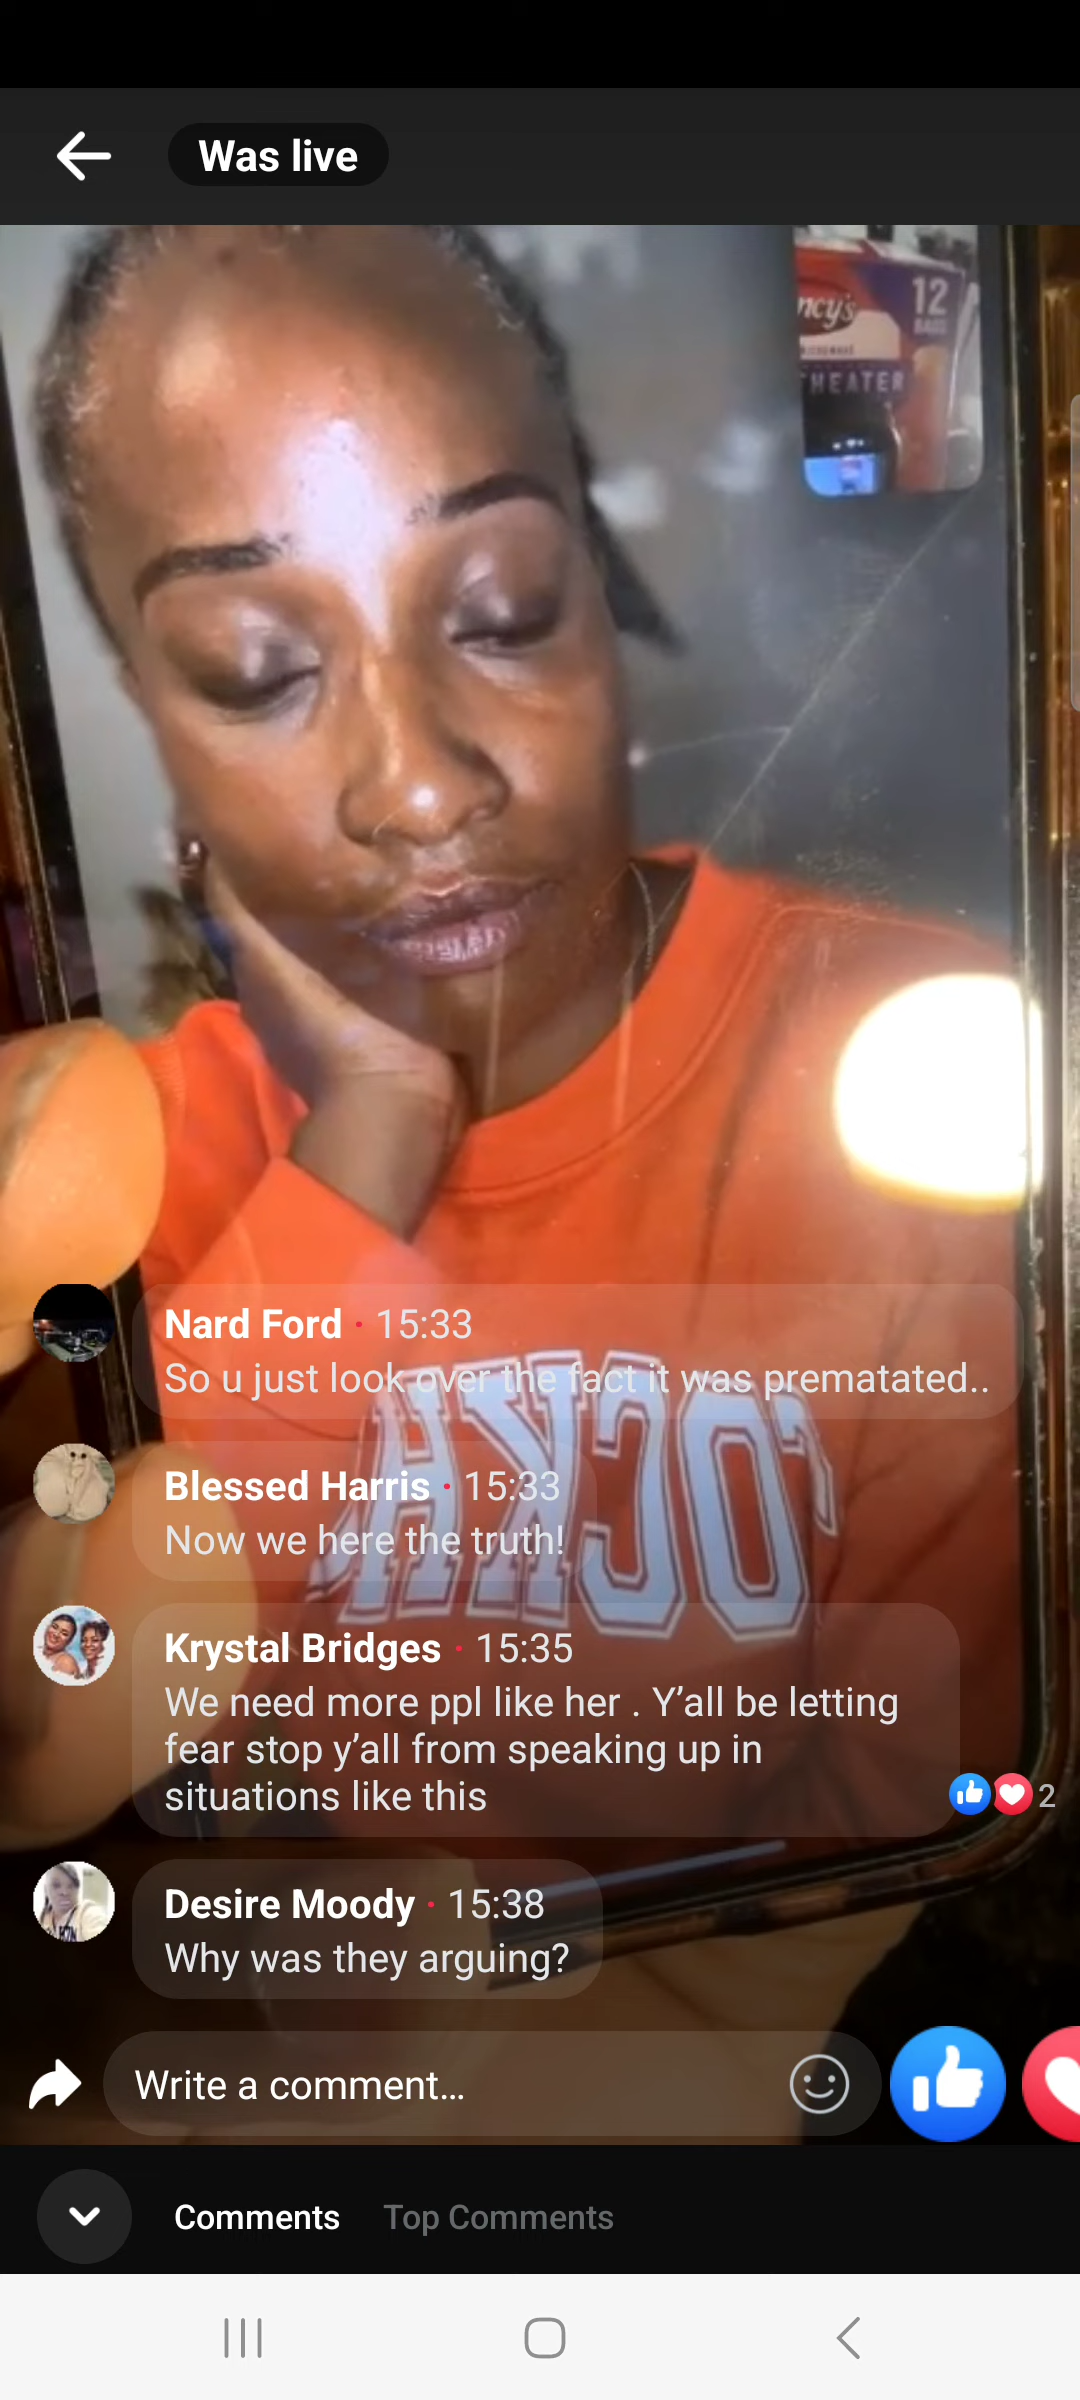 Was live
ncy's
12
BAGS
THEATER
Nard Ford · 15:33
So u just look over the fact it was prematated..
Blessed Harris · 15:33
Now we here the truth!
Krystal Bridges · 15:35
We need more ppl like her . Y’all be letting
fear stop y’all from speaking up in
situations like this
2
Desire Moody · 15:38
Why was they arguing?
Write a comment...
Comments
Top Comments